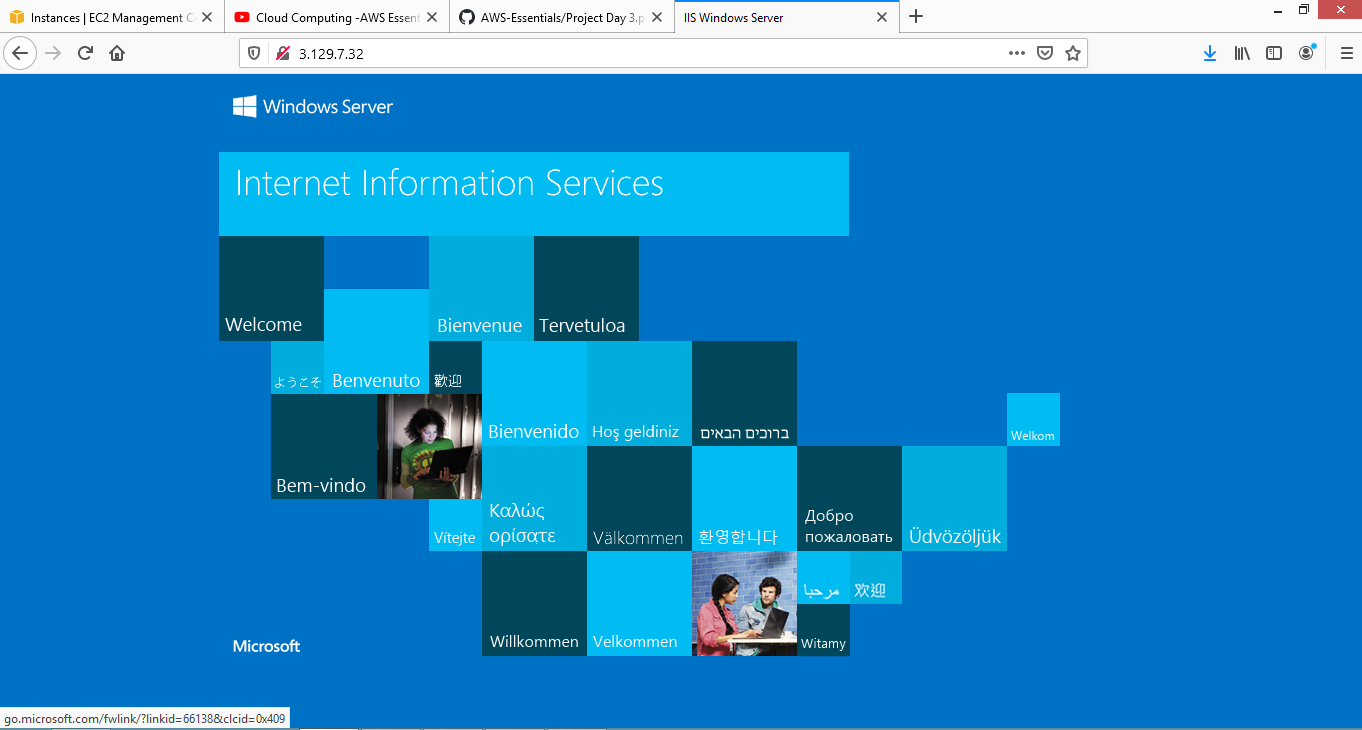 Instances | EC2 Management C
Cloud Computing -AWS Essent
AWS-Essentials/Project Day 3.p
IIS Windows Server
3.129.7.32
Windows Server
Internet Information Services
Welcome
Bienvenue
Tervetuloa
ようこそ
Benvenuto
歡迎
Bienvenido
Hoş geldiniz
ברוכים הבאים
Welkom
Bem-vindo
Vítejte
Καλώς
ορίσατε
Välkommen
환영합니다
Добро
пожаловать
Üdvözöljük
Willkommen
Velkommen
مرحبا
欢迎
Witamy
Microsoft
go.microsoft.com/fwlink/?linkid=66138&clcid=0x409